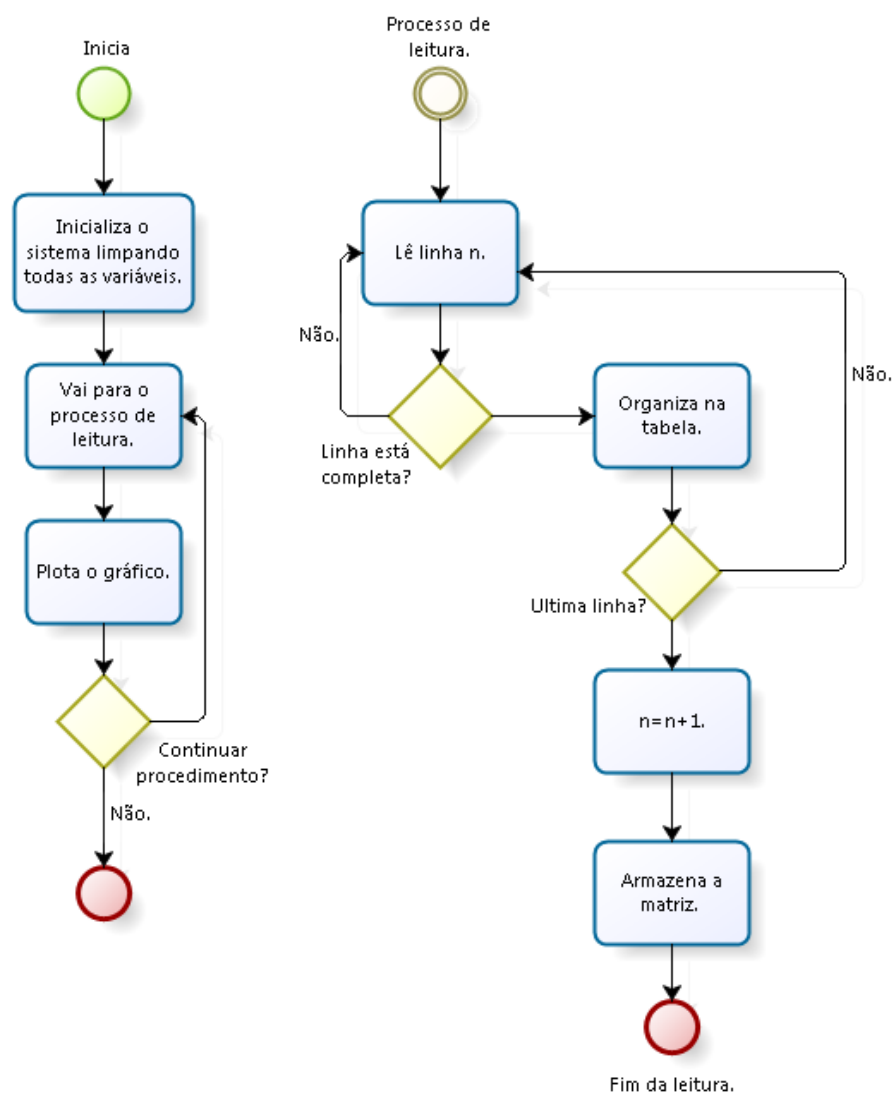 Inicia
Inicializa o
sistema limpando
todas as variáveis.
Vai para o
processo de
leitura.
Plota o gráfico.
Continuar
procedimento?
Não.
Processo de
leitura.
Lê linha n.
Não.
Linha está
completa?
Organiza na
tabela.
Não.
Ultima linha?
n=n+1.
Armazena a
matriz.
Fim da leitura.